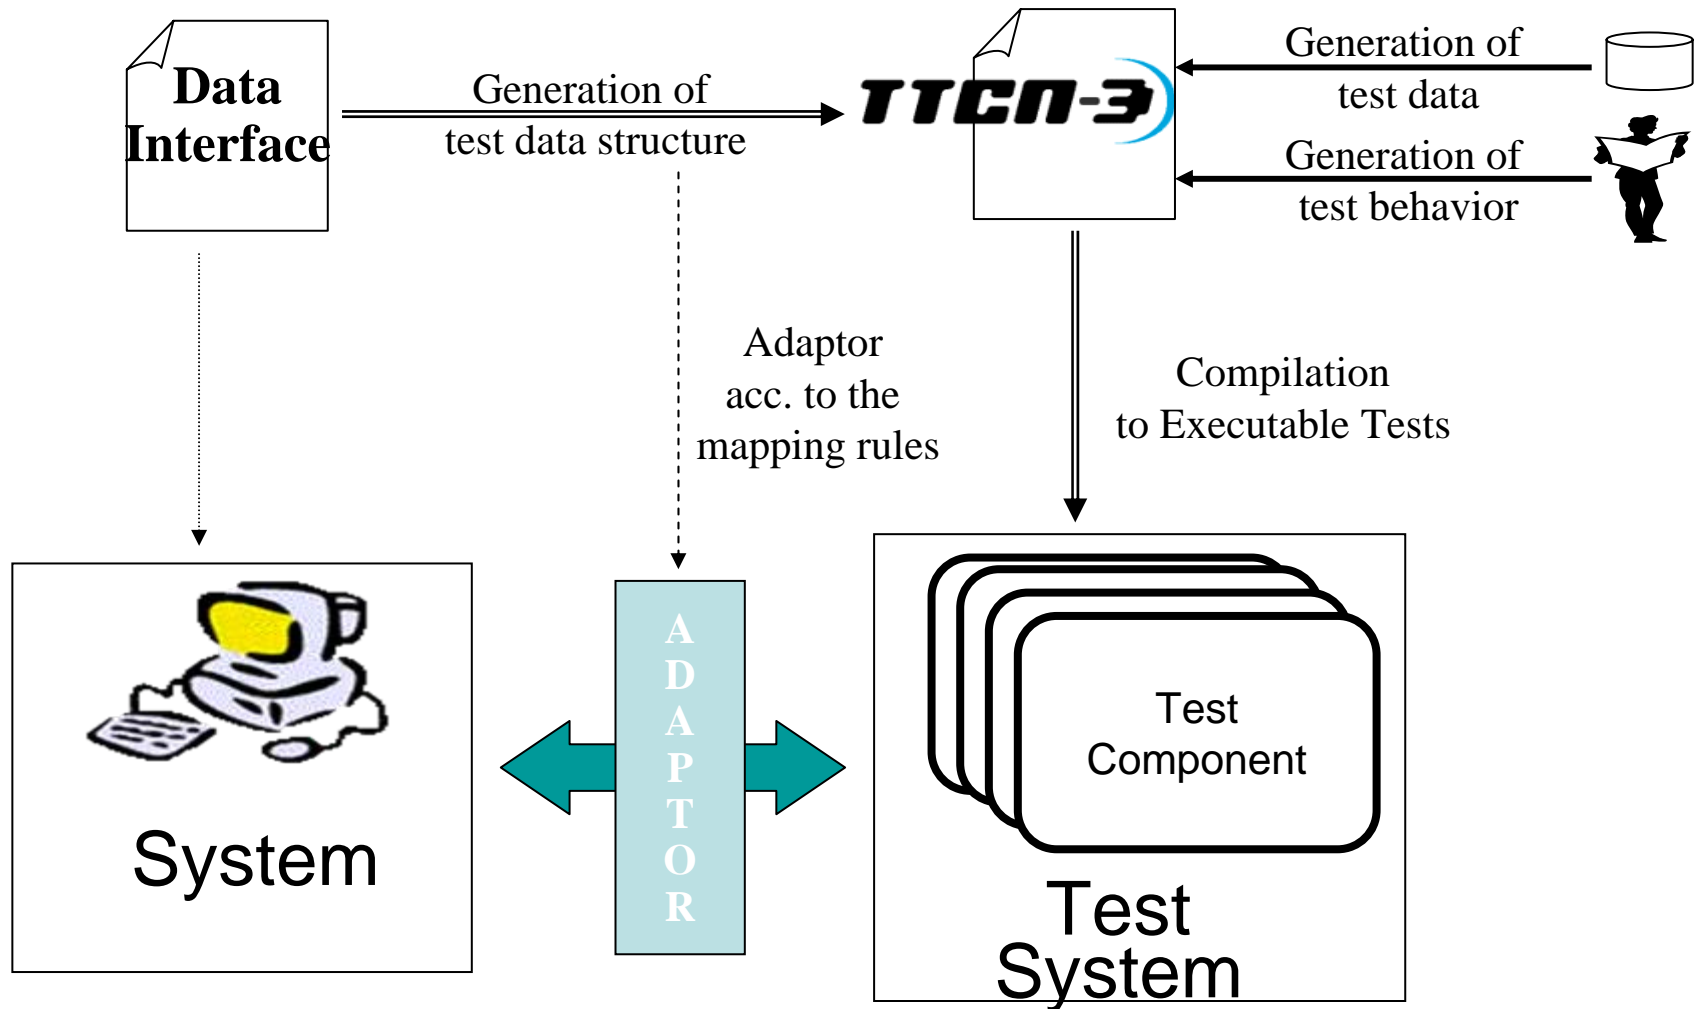 Data
Interface
Generation of
test data structure
TTCN-3
Generation of
test data
Generation of
test behavior
Adaptor
acc. to the
mapping rules
Compilation
to Executable Tests
System
ADAPTOR
Test
Component
Test
System